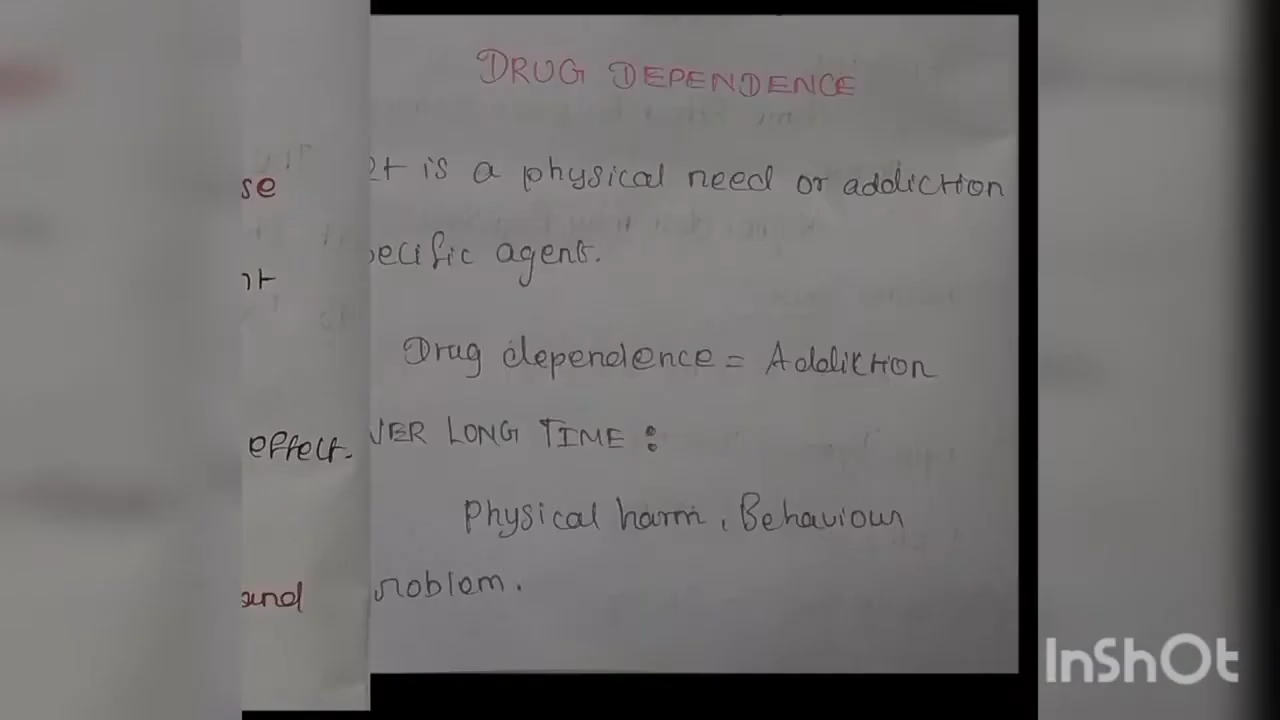 DRUG DEPENDENCE
It is a physical need or addiction
pecific agent.
Drug dependence = Addiction
VER LONG TIME :
Physical harm, Behaviour
roblem.
se
effect.
and
InShOt